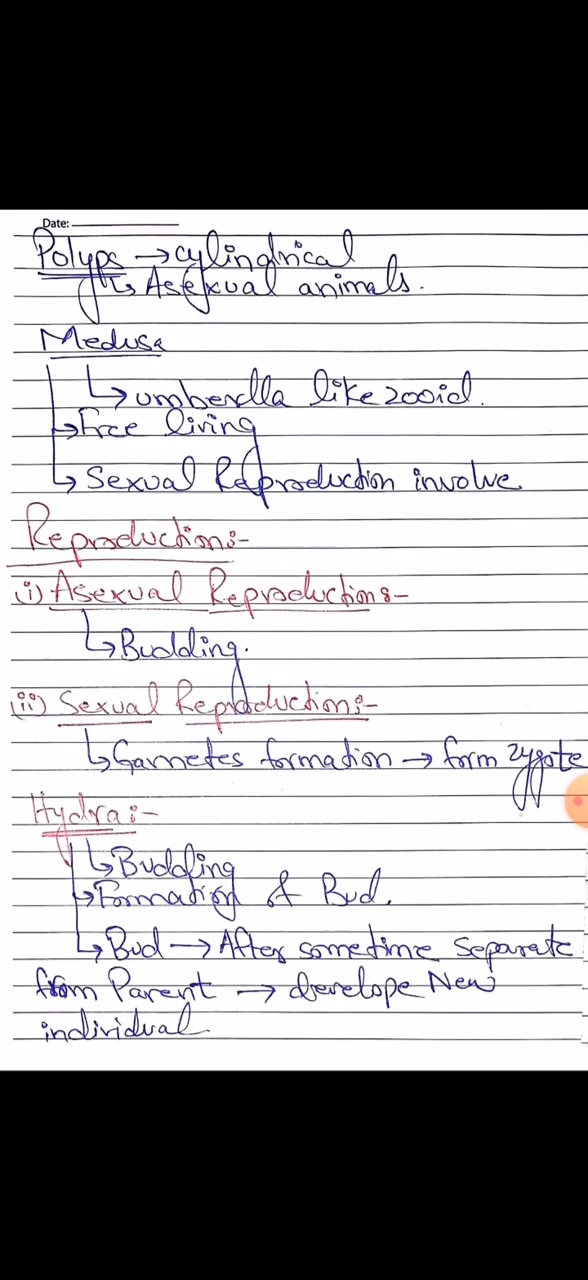 Date:
Polyps → cylindrical
↳ Asexual animals.
Medusa
↳ umberella like zooid.
→ Free living
↳ Sexual Reproduction involve
Reproduction:-
(i) Asexual Reproduction:-
↳ Budding.
(ii) Sexual Reproduction:-
↳ Gametes formation → form zygote
Hydra:-
↳ Budding
→ Formation of Bud.
↳ Bud → After sometime separate
from Parent → develope New
individual